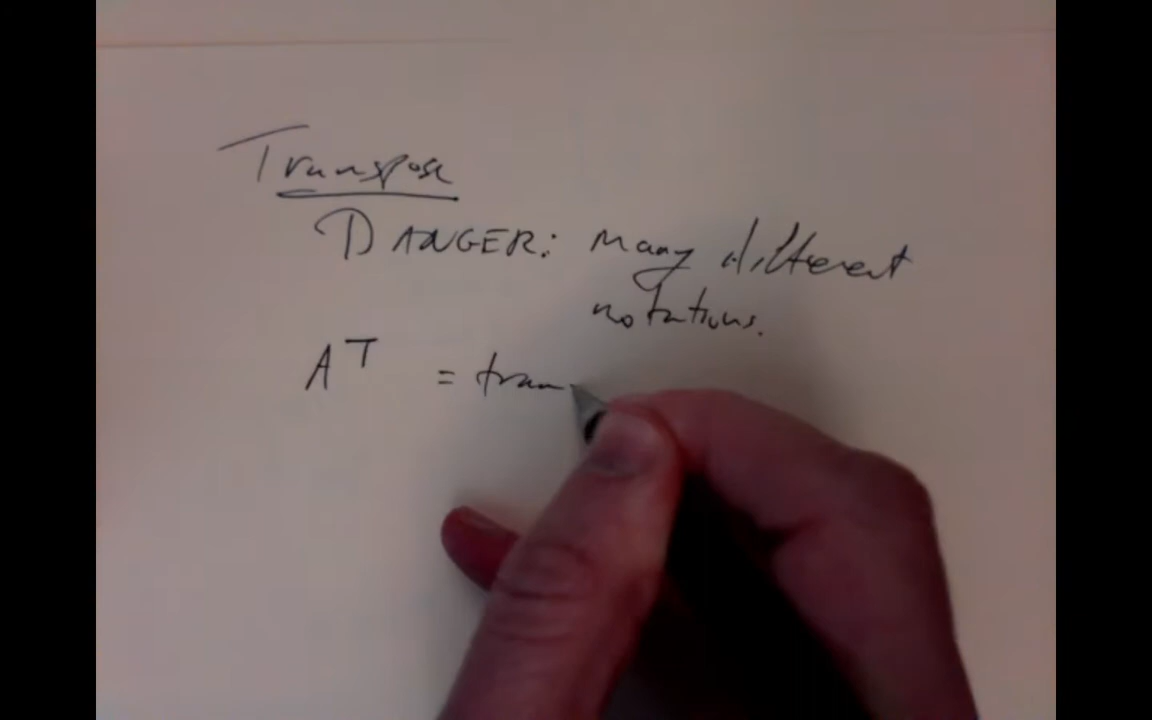 Transpose
DANGER: Many different
notations.
A^T = tran